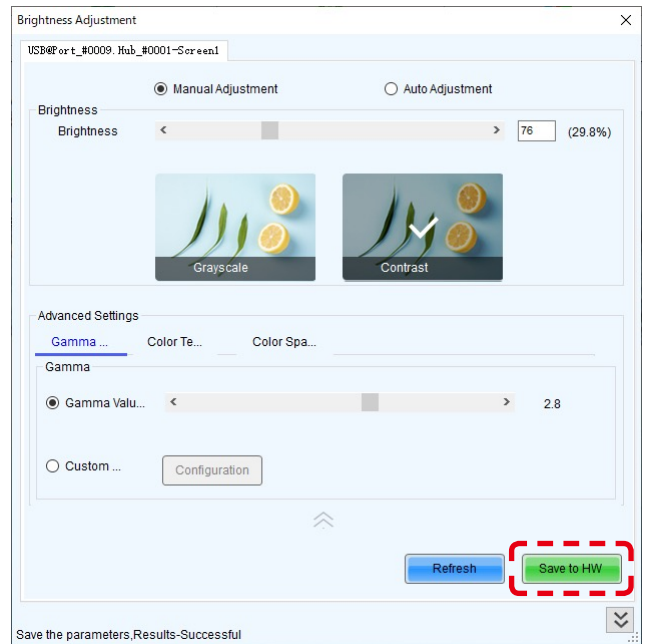 Brightness Adjustment
USB@Port_#0009.Hub_#0001-Screen1
Manual Adjustment Auto Adjustment
Brightness
Brightness 76 (29.8%)
Grayscale Contrast
Advanced Settings
Gamma ... Color Te... Color Spa...
Gamma
Gamma Valu... 2.8
Custom ... Configuration
Refresh Save to HW
Save the parameters,Results-Successful